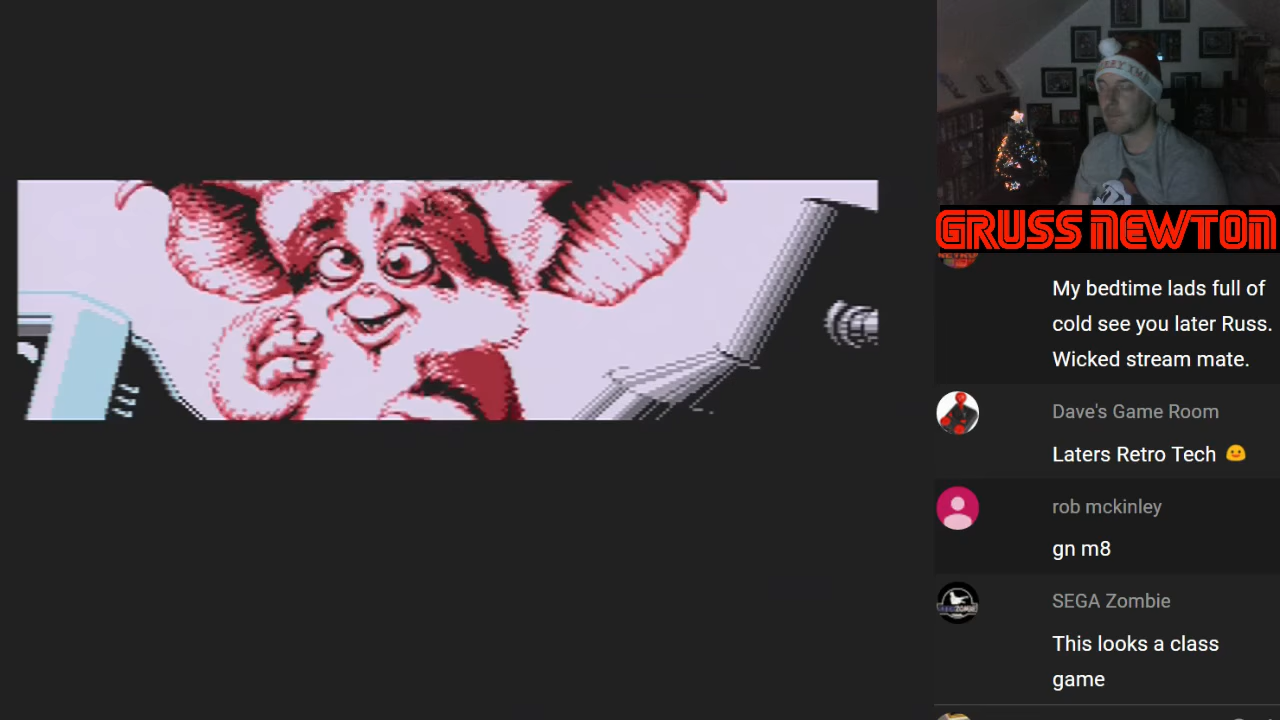 GRUSS NEWTON
My bedtime lads full of
cold see you later Russ.
Wicked stream mate.
Dave's Game Room
Laters Retro Tech
rob mckinley
gn m8
SEGA Zombie
This looks a class
game